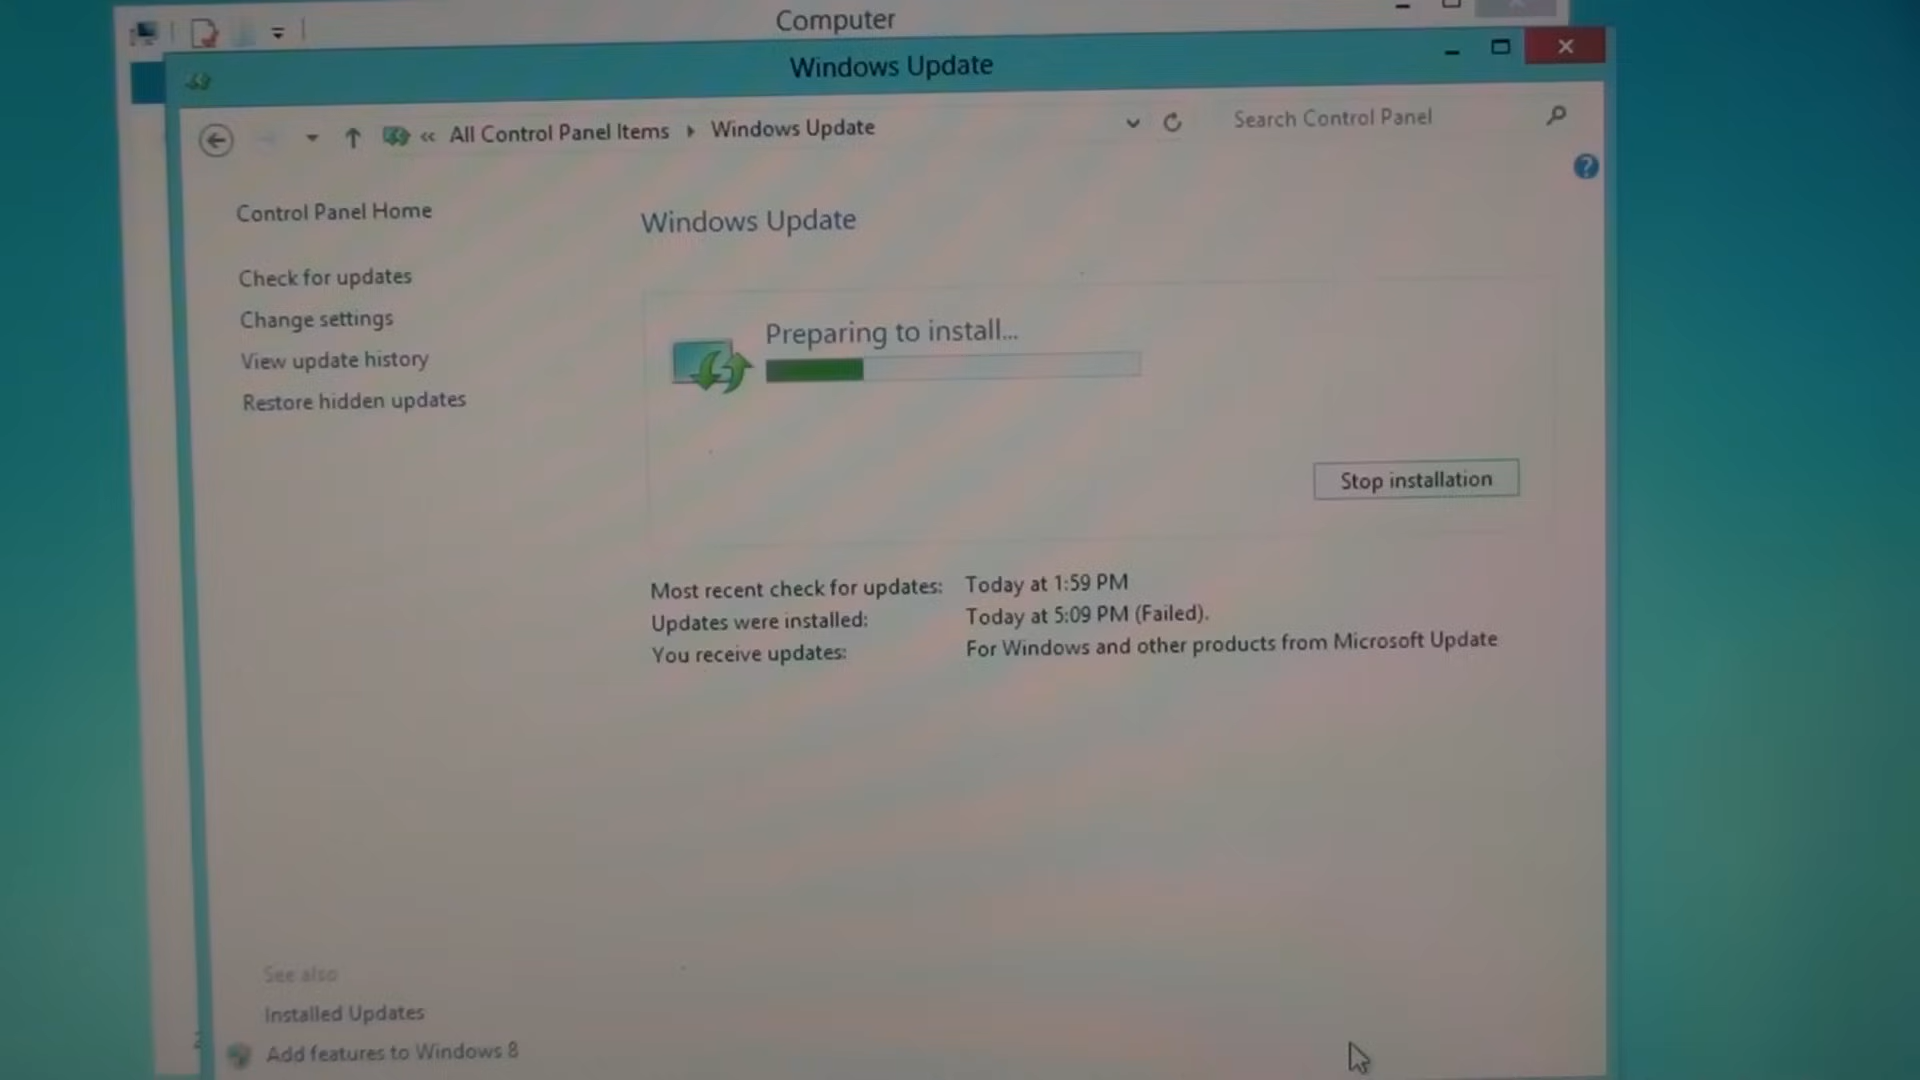 Computer
Windows Update
« All Control Panel Items ▸ Windows Update
Search Control Panel
?
Control Panel Home
Windows Update
Check for updates
Change settings
View update history
Restore hidden updates
Preparing to install...
Stop installation
Most recent check for updates: Today at 1:59 PM
Updates were installed: Today at 5:09 PM (Failed).
You receive updates: For Windows and other products from Microsoft Update
See also
Installed Updates
Add features to Windows 8